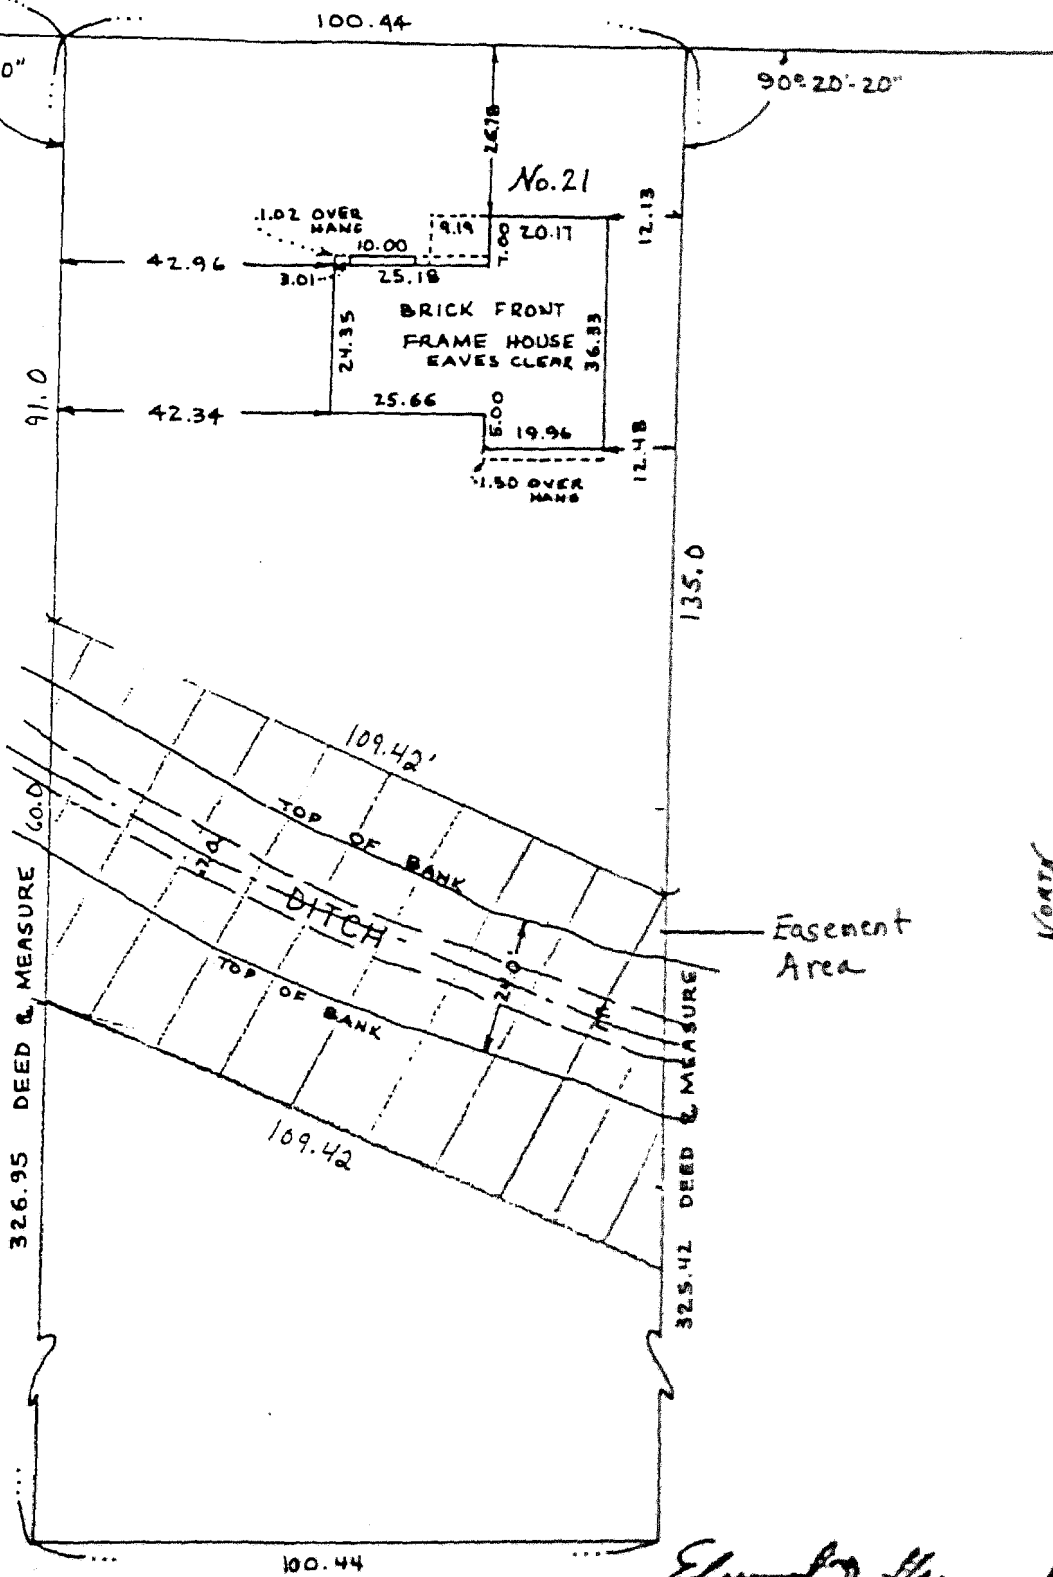 100.44
0"
90°-20'-20"
26.78
No. 21
1.02 OVER
HANG
9.19
7.00
20.17
12.13
10.00
42.96
3.01
25.18
BRICK FRONT
FRAME HOUSE
EAVES CLEAR
24.35
36.33
91.0
42.34
25.66
5.00
19.96
12.48
1.50 OVER
HANG
135.0
109.42'
60.0
TOP OF BANK
DITCH
24.0'
Easement
Area
NORTH
TOP OF BANK
109.42
326.95 DEED & MEASURE
325.42 DEED & MEASURE
100.44